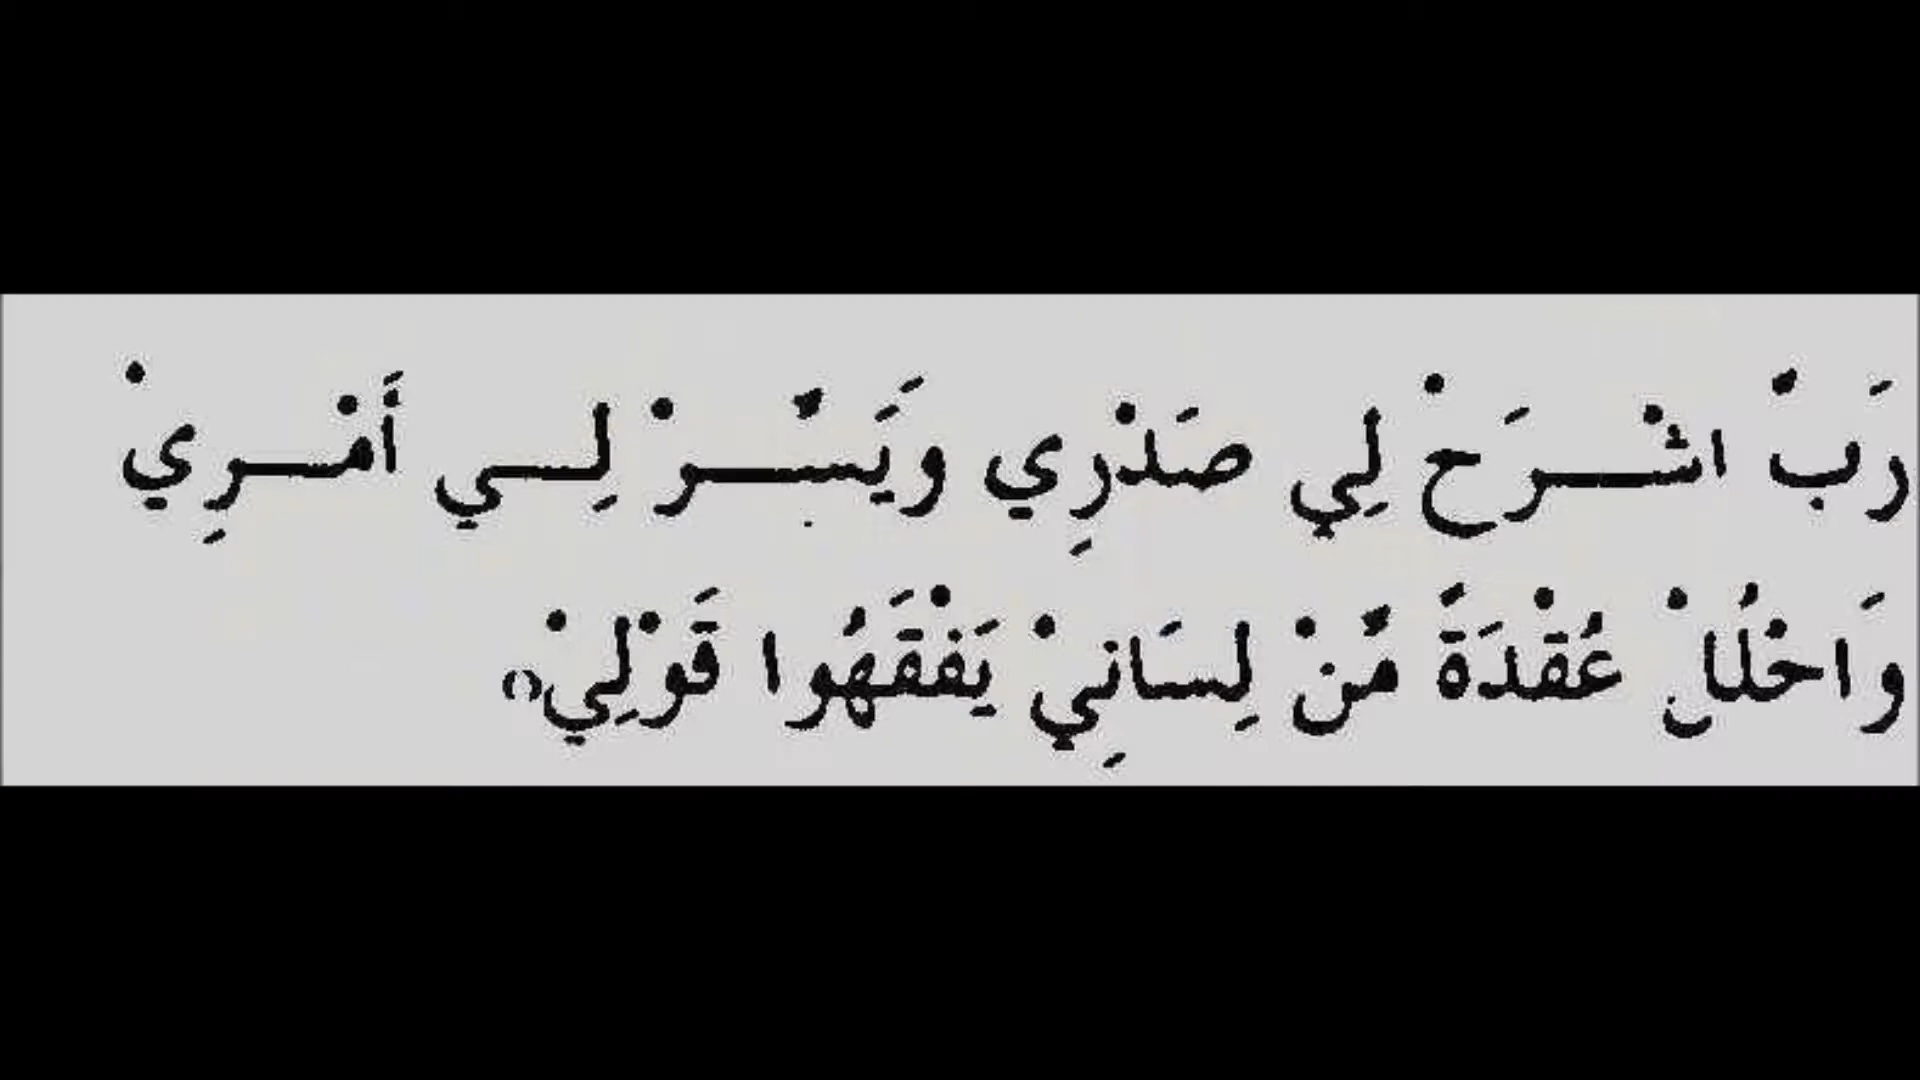 رَبِّ اشْرَحْ لِي صَدْرِي وَيَسِّرْ لِي أَمْرِيْ
وَاحْلُلْ عُقْدَةً مِّنْ لِسَانِيْ يَفْقَهُوا قَوْلِيْ